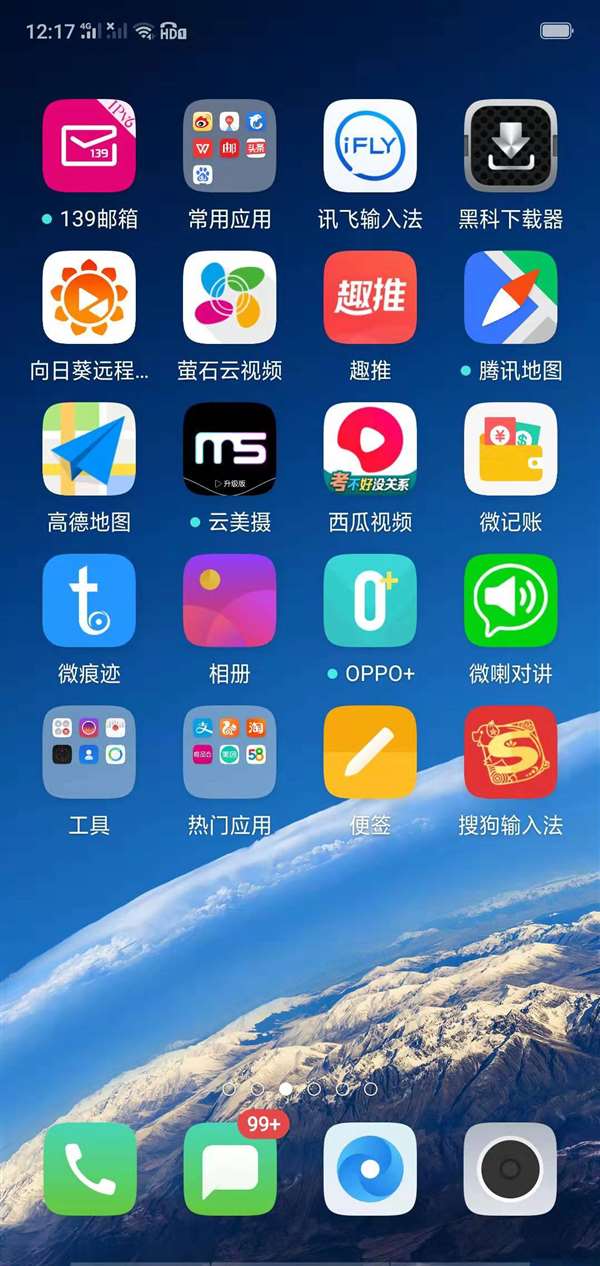 12:17 4G HD1
IPV6
139
iFLY
139邮箱
常用应用
讯飞输入法
黑科下载器
趣推
向日葵远程...
萤石云视频
趣推
腾讯地图
ms
升级版
考不好没关系
高德地图
云美摄
西瓜视频
微记账
微痕迹
相册
OPPO+
微喇对讲
58
工具
热门应用
便签
搜狗输入法
99+